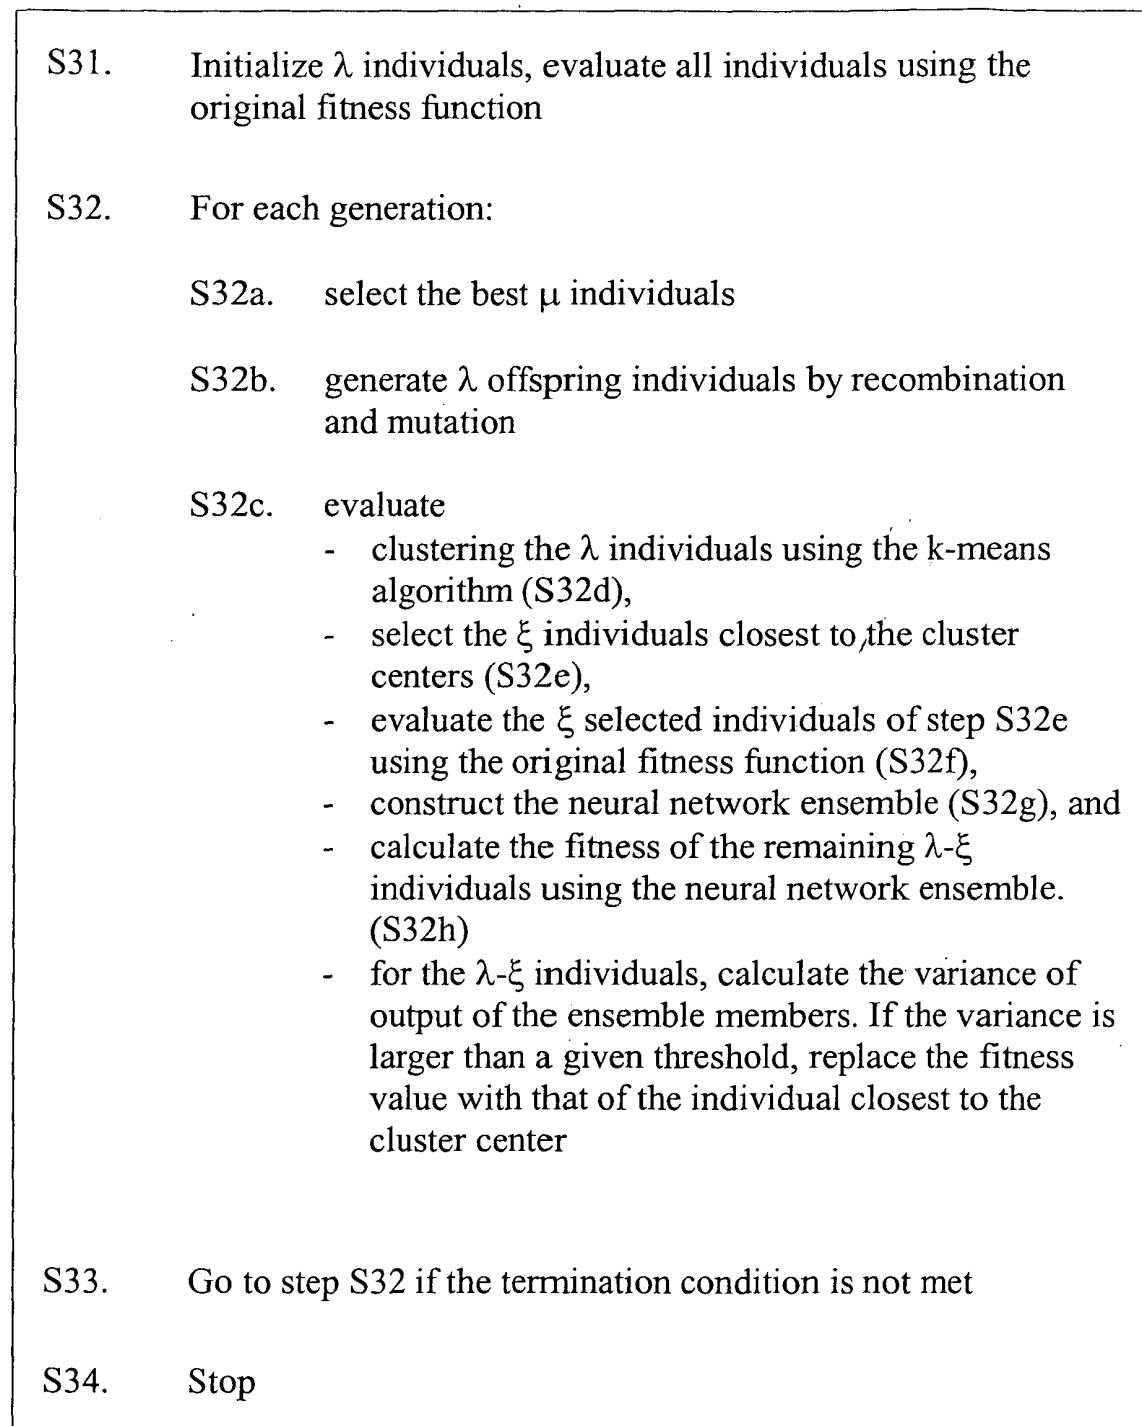 S31. Initialize λ individuals, evaluate all individuals using the
original fitness function
S32. For each generation:
S32a. select the best μ individuals
S32b. generate λ offspring individuals by recombination
and mutation
S32c. evaluate
- clustering the λ individuals using the k-means
algorithm (S32d),
- select the ξ individuals closest to the cluster
centers (S32e),
- evaluate the ξ selected individuals of step S32e
using the original fitness function (S32f),
- construct the neural network ensemble (S32g), and
- calculate the fitness of the remaining λ-ξ
individuals using the neural network ensemble.
(S32h)
- for the λ-ξ individuals, calculate the variance of
output of the ensemble members. If the variance is
larger than a given threshold, replace the fitness
value with that of the individual closest to the
cluster center
S33. Go to step S32 if the termination condition is not met
S34. Stop